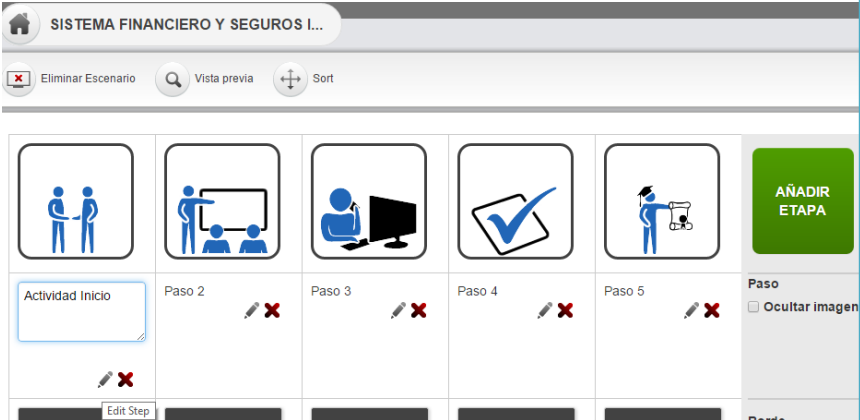 SISTEMA FINANCIERO Y SEGUROS I...
Eliminar Escenario
Vista previa
Sort
AÑADIR
ETAPA
Actividad Inicio
Paso 2
Paso 3
Paso 4
Paso 5
Paso
Ocultar imagen
Edit Step